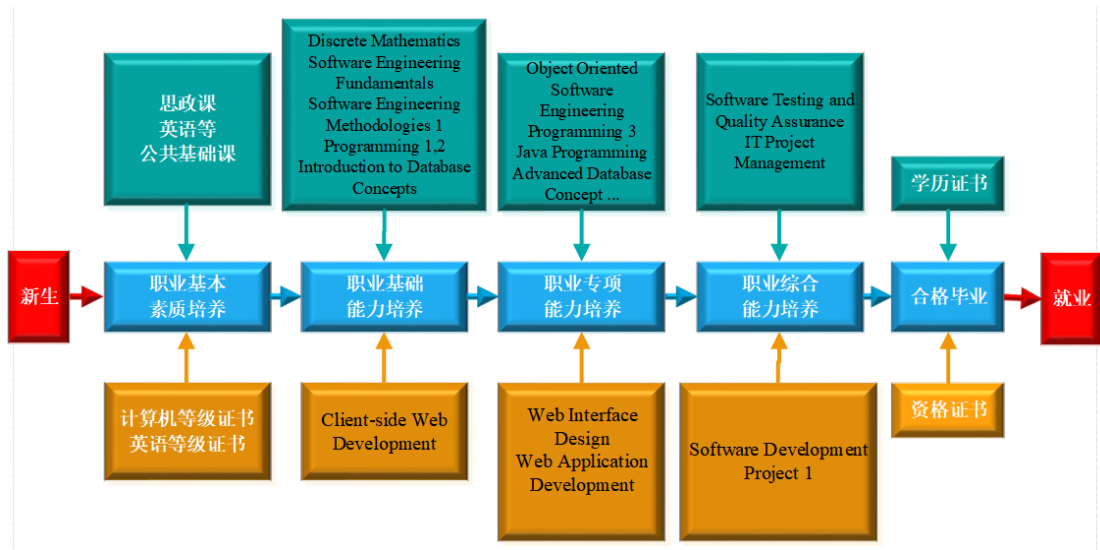 思政课
英语等
公共基础课
Discrete Mathematics
Software Engineering
Fundamentals
Software Engineering
Methodologies 1
Programming 1,2
Introduction to Database
Concepts
Object Oriented
Software
Engineering
Programming 3
Java Programming
Advanced Database
Concept ...
Software Testing and
Quality Assurance
IT Project
Management
学历证书
新生
职业基本
素质培养
职业基础
能力培养
职业专项
能力培养
职业综合
能力培养
合格毕业
就业
计算机等级证书
英语等级证书
Client-side Web
Development
Web Interface
Design
Web Application
Development
Software Development
Project 1
资格证书